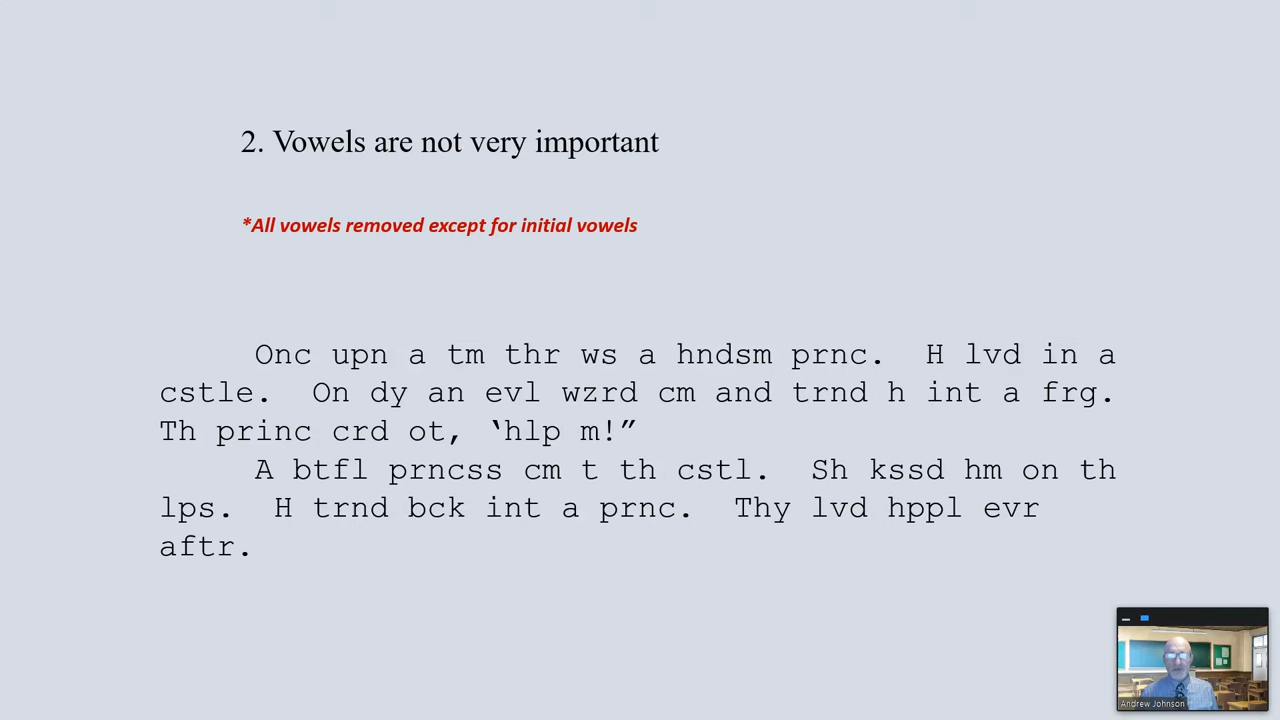 2. Vowels are not very important
*All vowels removed except for initial vowels
Onc upn a tm thr ws a hndsm prnc. H lvd in a
cstle. On dy an evl wzrd cm and trnd h int a frg.
Th princ crd ot, ‘hlp m!”
A btfl prncss cm t th cstl. Sh kssd hm on th
lps. H trnd bck int a prnc. Thy lvd hppl evr
aftr.
Andrew Johnson